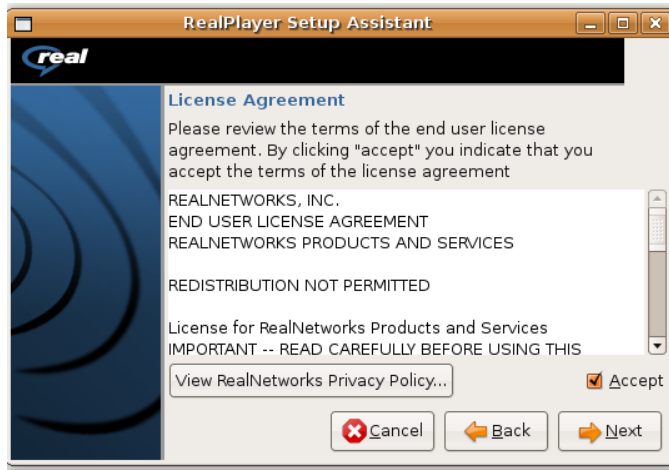 RealPlayer Setup Assistant
real
License Agreement
Please review the terms of the end user license
agreement. By clicking "accept" you indicate that you
accept the terms of the license agreement
REALNETWORKS, INC.
END USER LICENSE AGREEMENT
REALNETWORKS PRODUCTS AND SERVICES
REDISTRIBUTION NOT PERMITTED
License for RealNetworks Products and Services
IMPORTANT -- READ CAREFULLY BEFORE USING THIS
View RealNetworks Privacy Policy...
Accept
Cancel
Back
Next